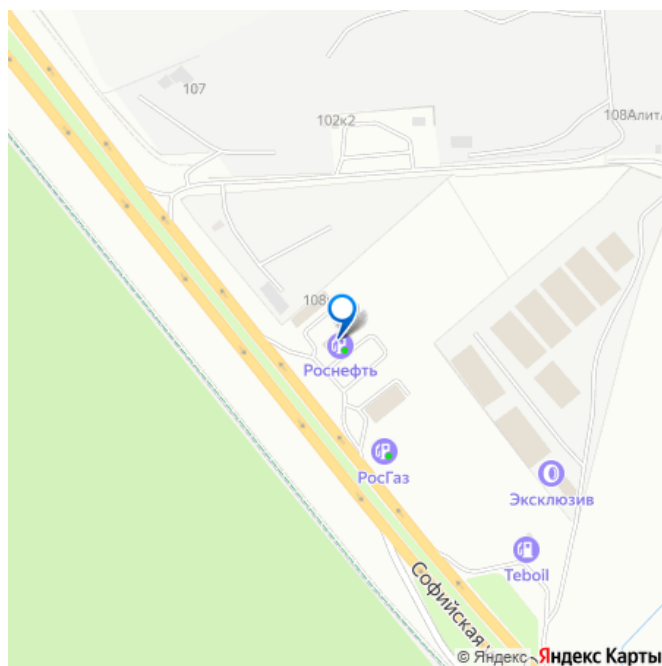 107
102к2
108Алит
108
Роснефть
РосГаз
Эксклюзив
Teboil
Софийская
© Яндекс
Яндекс Карты